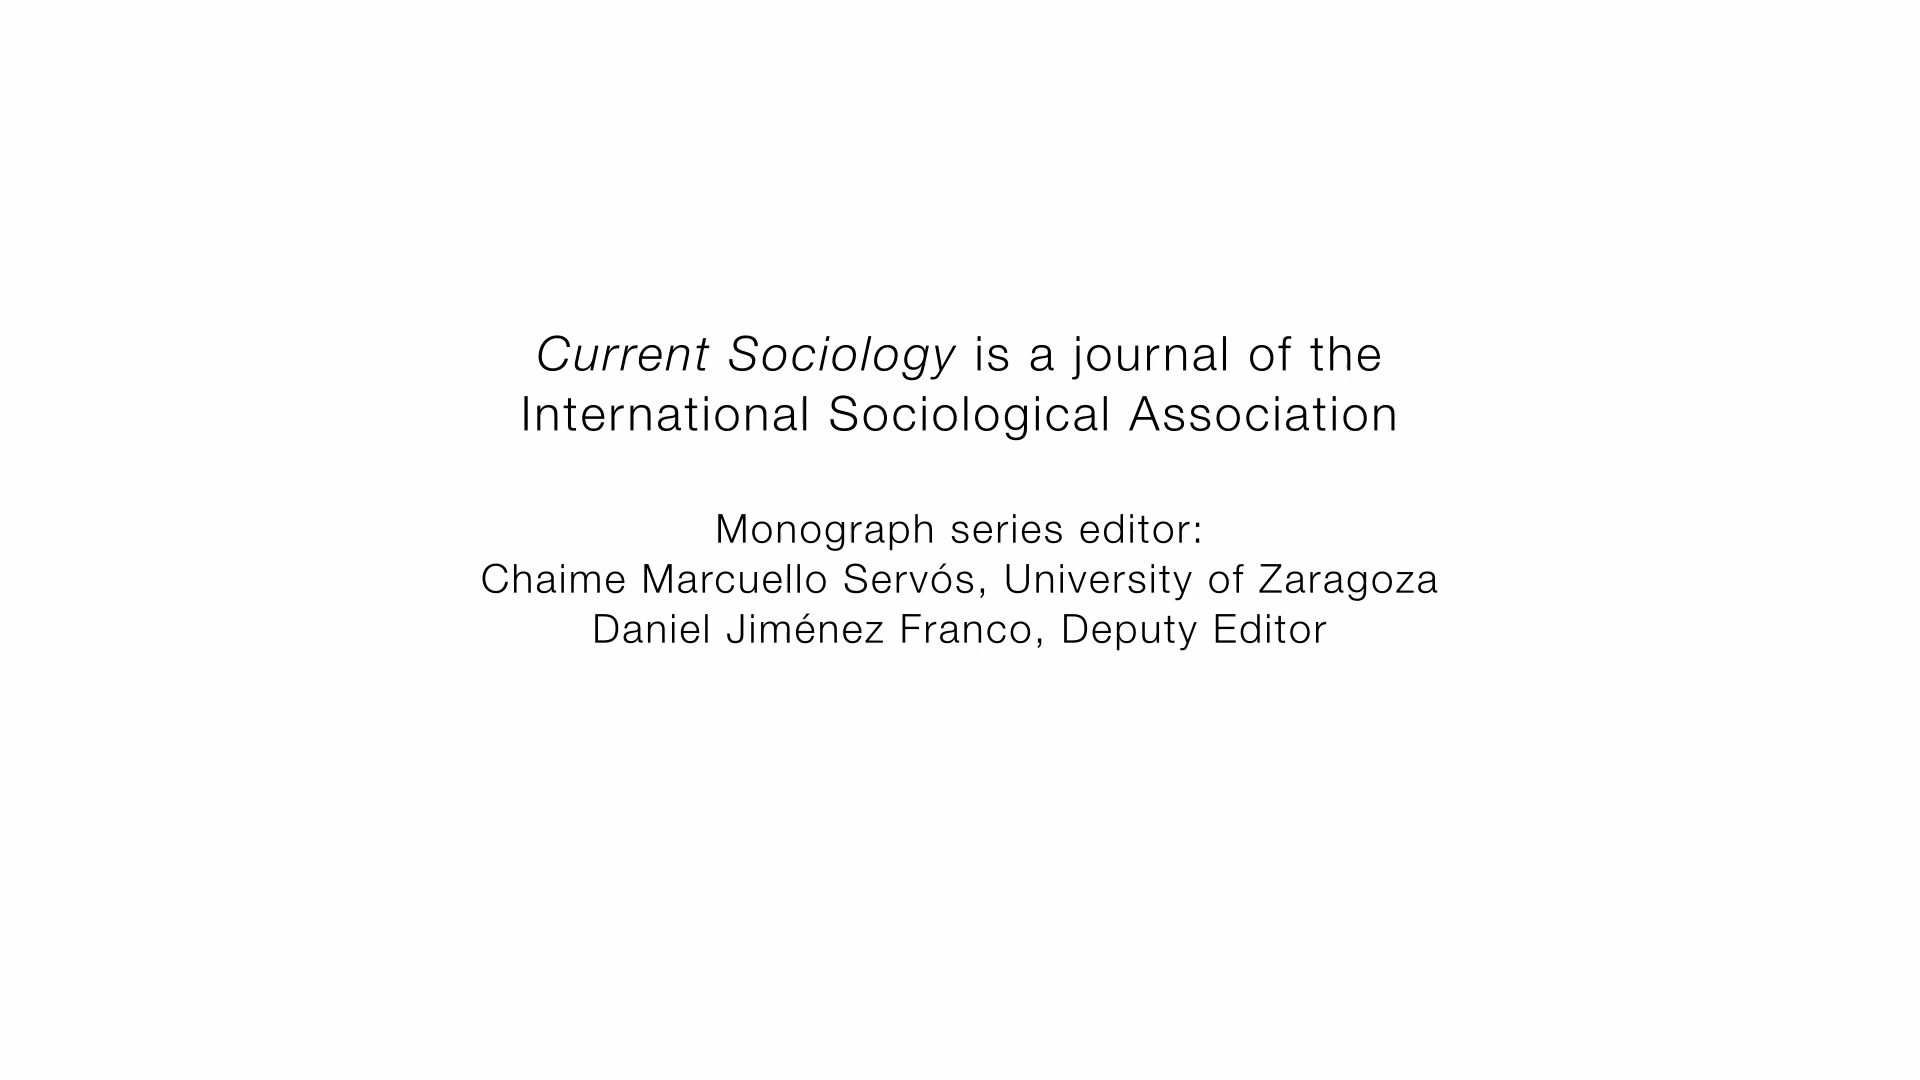 Current Sociology is a journal of the
International Sociological Association
Monograph series editor:
Chaime Marcuello Servós, University of Zaragoza
Daniel Jiménez Franco, Deputy Editor